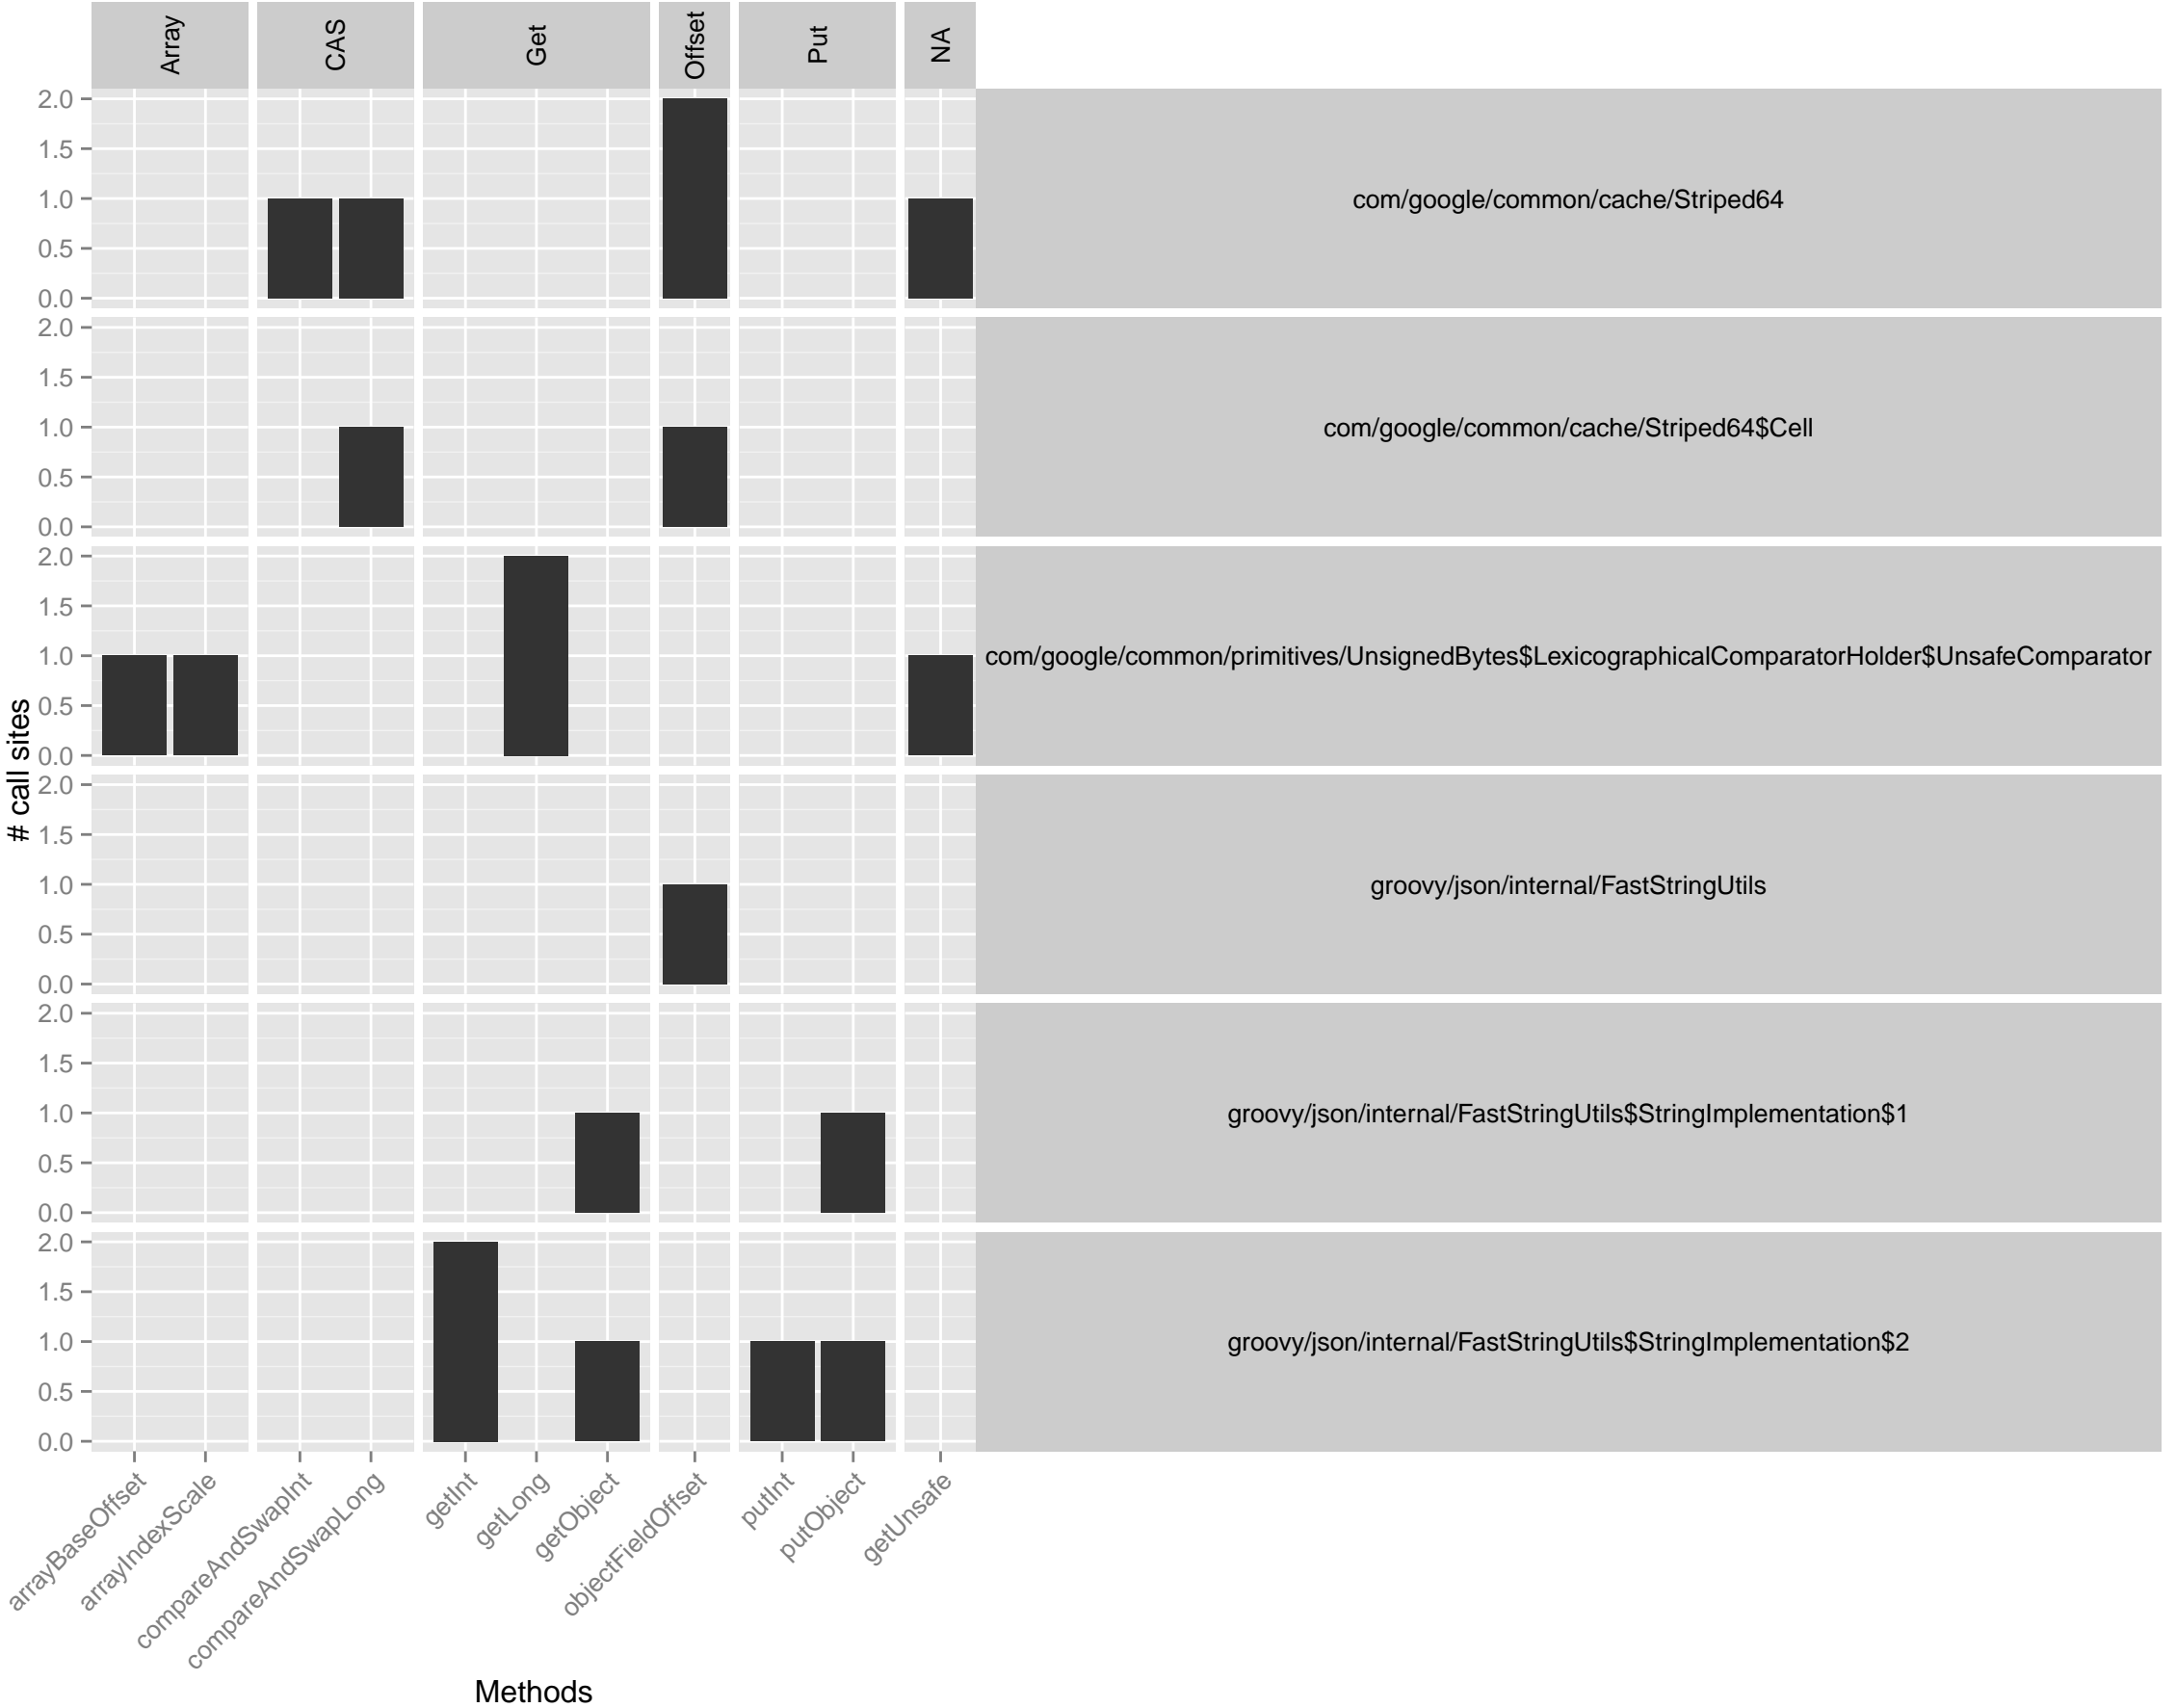 Array
CAS
Get
Offset
Put
NA
2.0
1.5
1.0
0.5
0.0
com/google/common/cache/Striped64
2.0
1.5
1.0
0.5
0.0
com/google/common/cache/Striped64$Cell
2.0
1.5
1.0
0.5
0.0
com/google/common/primitives/UnsignedBytes$LexicographicalComparatorHolder$UnsafeComparator
# call sites
2.0
1.5
1.0
0.5
0.0
groovy/json/internal/FastStringUtils
2.0
1.5
1.0
0.5
0.0
groovy/json/internal/FastStringUtils$StringImplementation$1
2.0
1.5
1.0
0.5
0.0
groovy/json/internal/FastStringUtils$StringImplementation$2
arrayBaseOffset
arrayIndexScale
compareAndSwapInt
compareAndSwapLong
getInt
getLong
getObject
objectFieldOffset
putInt
putObject
getUnsafe
Methods